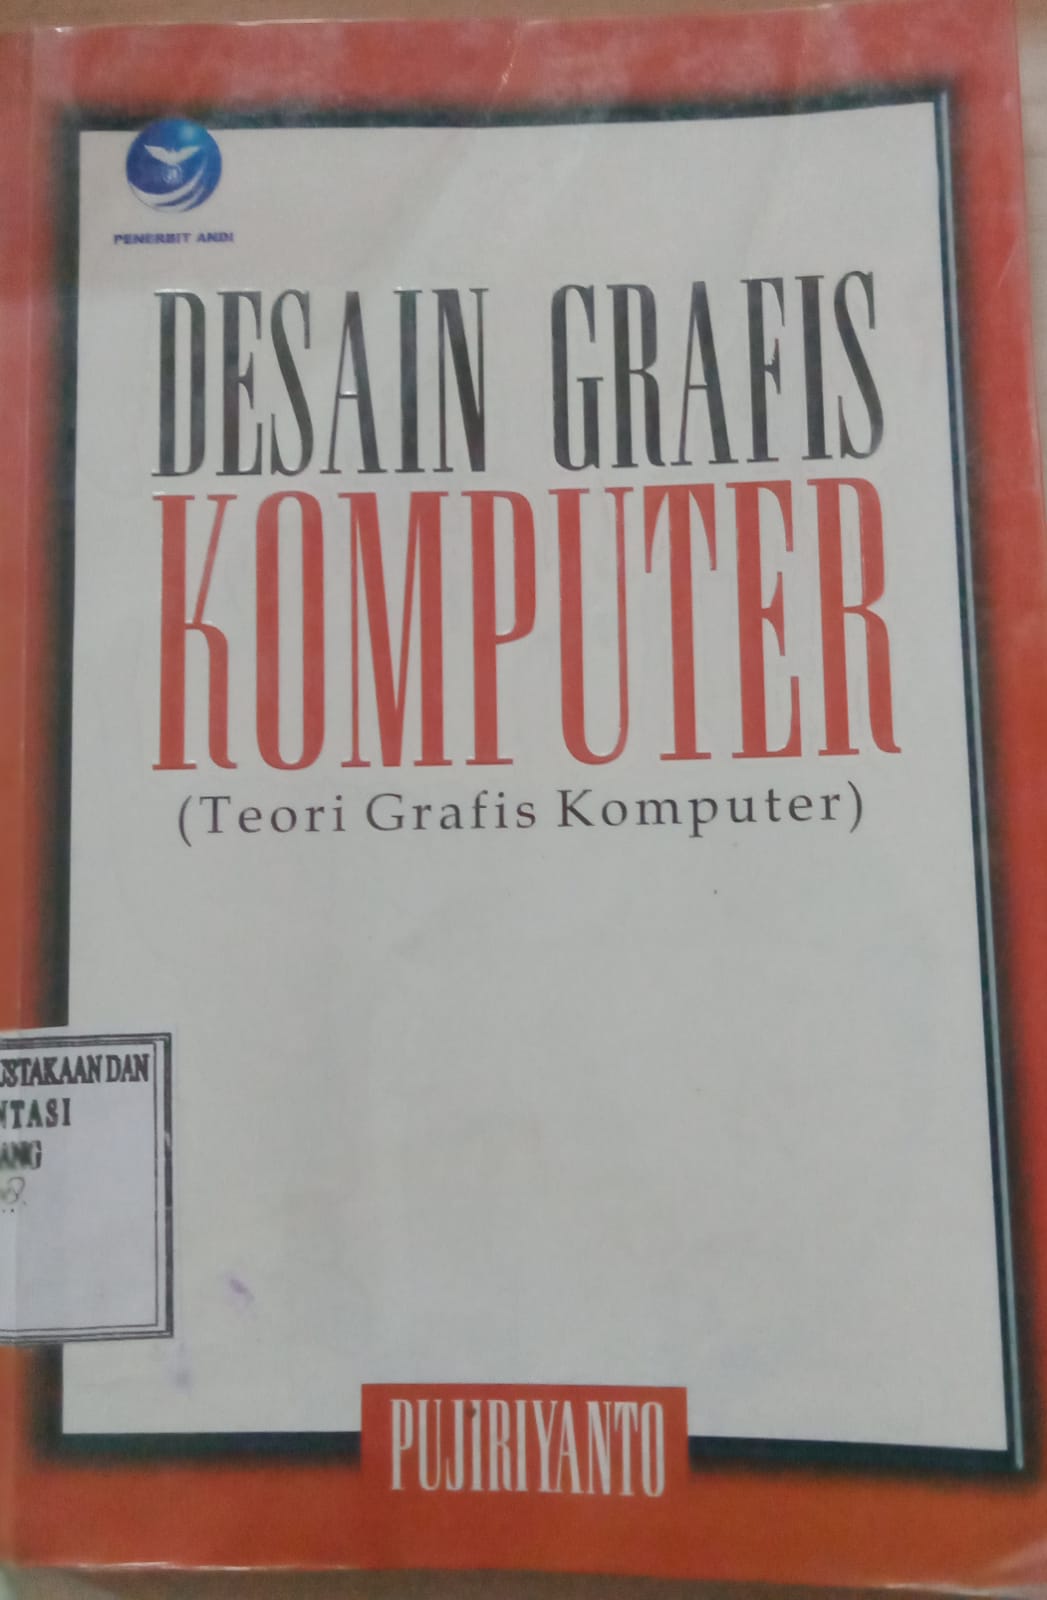 PENERBIT ANDI
DESAIN GRAFIS
KOMPUTER
(Teori Grafis Komputer)
USTAKAAN DAN
NTASI
ANG
PUJIRIYANTO